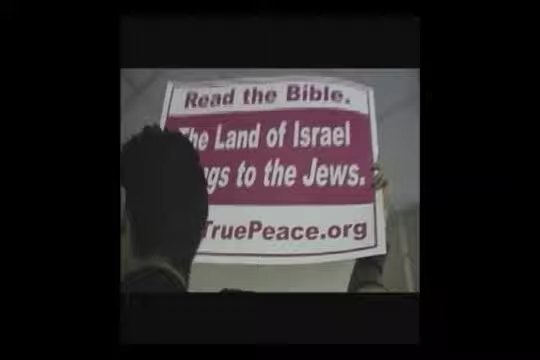 Read the Bible.
The Land of Israel
to the Jews.
TruePeace.org